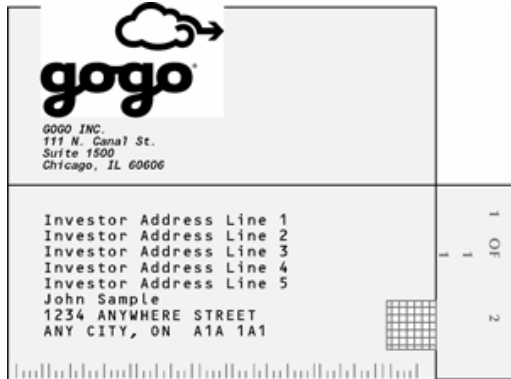 gogo
GOGO INC.
111 N. Canal St.
Suite 1500
Chicago, IL 60606
Investor Address Line 1
Investor Address Line 2
Investor Address Line 3
Investor Address Line 4
Investor Address Line 5
John Sample
1234 ANYWHERE STREET
ANY CITY, ON A1A 1A1
1 OF 2
1 1